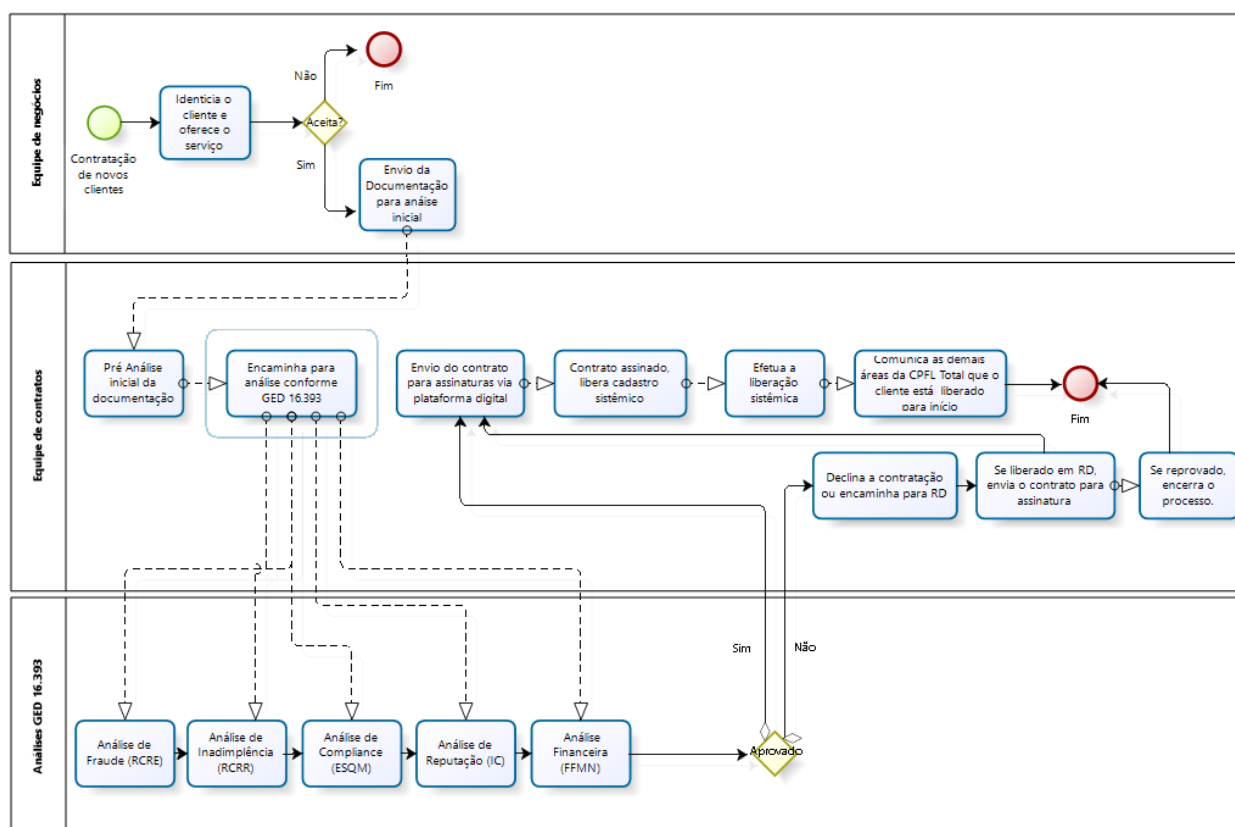 Equipe de negócios
Contratação
de novos
clientes
Identicia o
cliente e
oferece o
serviço
Aceita?
Não
Fim
Sim
Envio da
Documentação
para anáise
inicial
Equipe de contratos
Pré Análise
inicial da
documentação
Encaminha para
análise conforme
GED 16.393
Envio do contrato
para assinaturas via
plataforma digital
Contrato assinado,
libera cadastro
sistêmico
Efetua a
liberação
sistêmica
Comunica as demais
áreas da CPFL Total que o
cliente está liberado
para início
Fim
Declina a contratação
ou encaminha para RD
Se liberado em RD,
envia o contrato para
assinatura
Se reprovado,
encerra o
processo.
Análises GED 16.393
Análise de
Fraude (RCRE)
Análise de
Inadimplência
(RCRR)
Análise de
Compliance
(ESQM)
Análise de
Reputação (IC)
Análise
Financeira
(FFMN)
Aprovado
Sim
Não